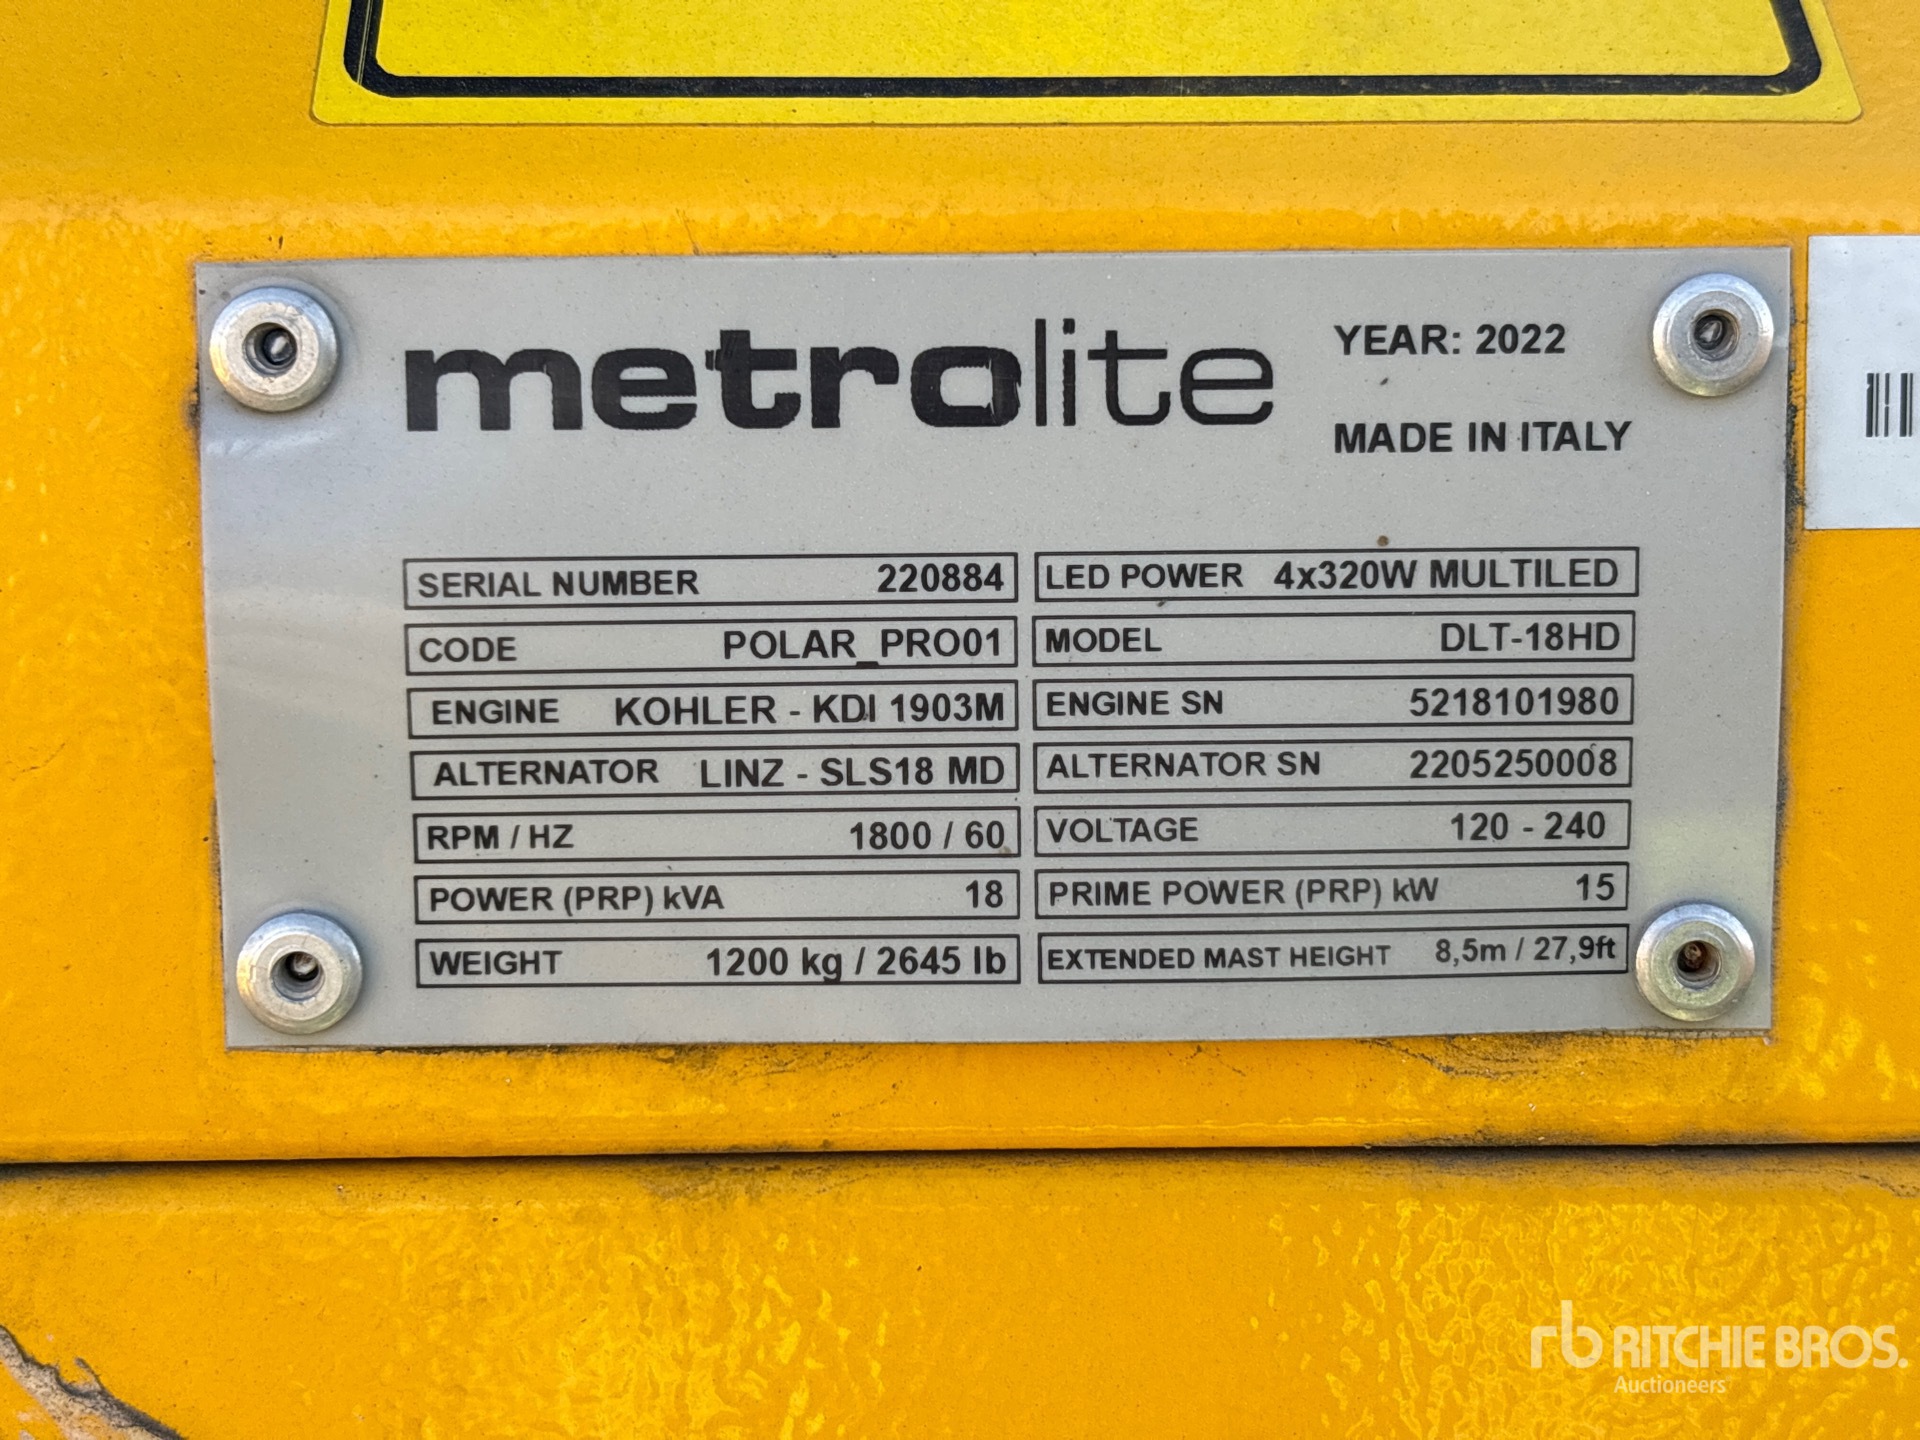 metrolite
YEAR: 2022
MADE IN ITALY
SERIAL NUMBER 220884
LED POWER 4x320W MULTILED
CODE POLAR_PRO01
MODEL DLT-18HD
ENGINE KOHLER - KDI 1903M
ENGINE SN 5218101980
ALTERNATOR LINZ - SLS18 MD
ALTERNATOR SN 2205250008
RPM / HZ 1800 / 60
VOLTAGE 120 - 240
POWER (PRP) kVA 18
PRIME POWER (PRP) kW 15
WEIGHT 1200 kg / 2645 lb
EXTENDED MAST HEIGHT 8,5m / 27,9ft
rb RITCHIE BROS.
Auctioneers